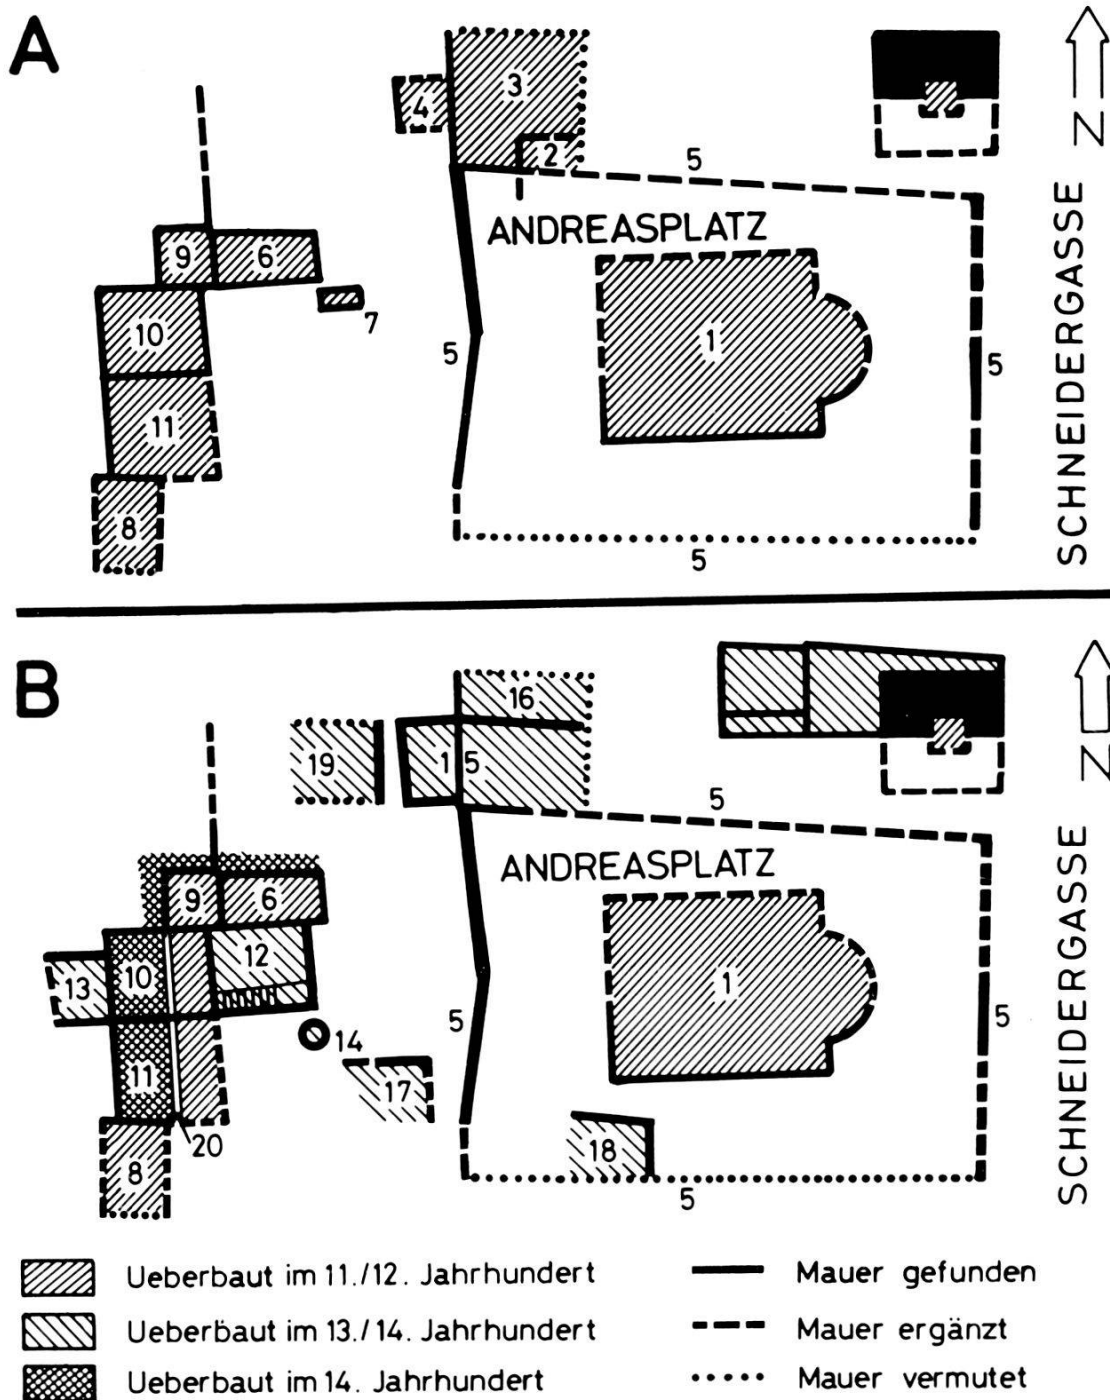 A
3
4
2
5
N
ANDREASPLATZ
9
6
7
10
1
5
5
11
8
5
SCHNEIDERGASSE
B
16
19
15
5
N
ANDREASPLATZ
9
6
12
10
13
1
5
5
14
11
17
20
18
8
5
SCHNEIDERGASSE
Ueberbaut im 11./12. Jahrhundert
Mauer gefunden
Ueberbaut im 13./14. Jahrhundert
Mauer ergänzt
Ueberbaut im 14. Jahrhundert
Mauer vermutet